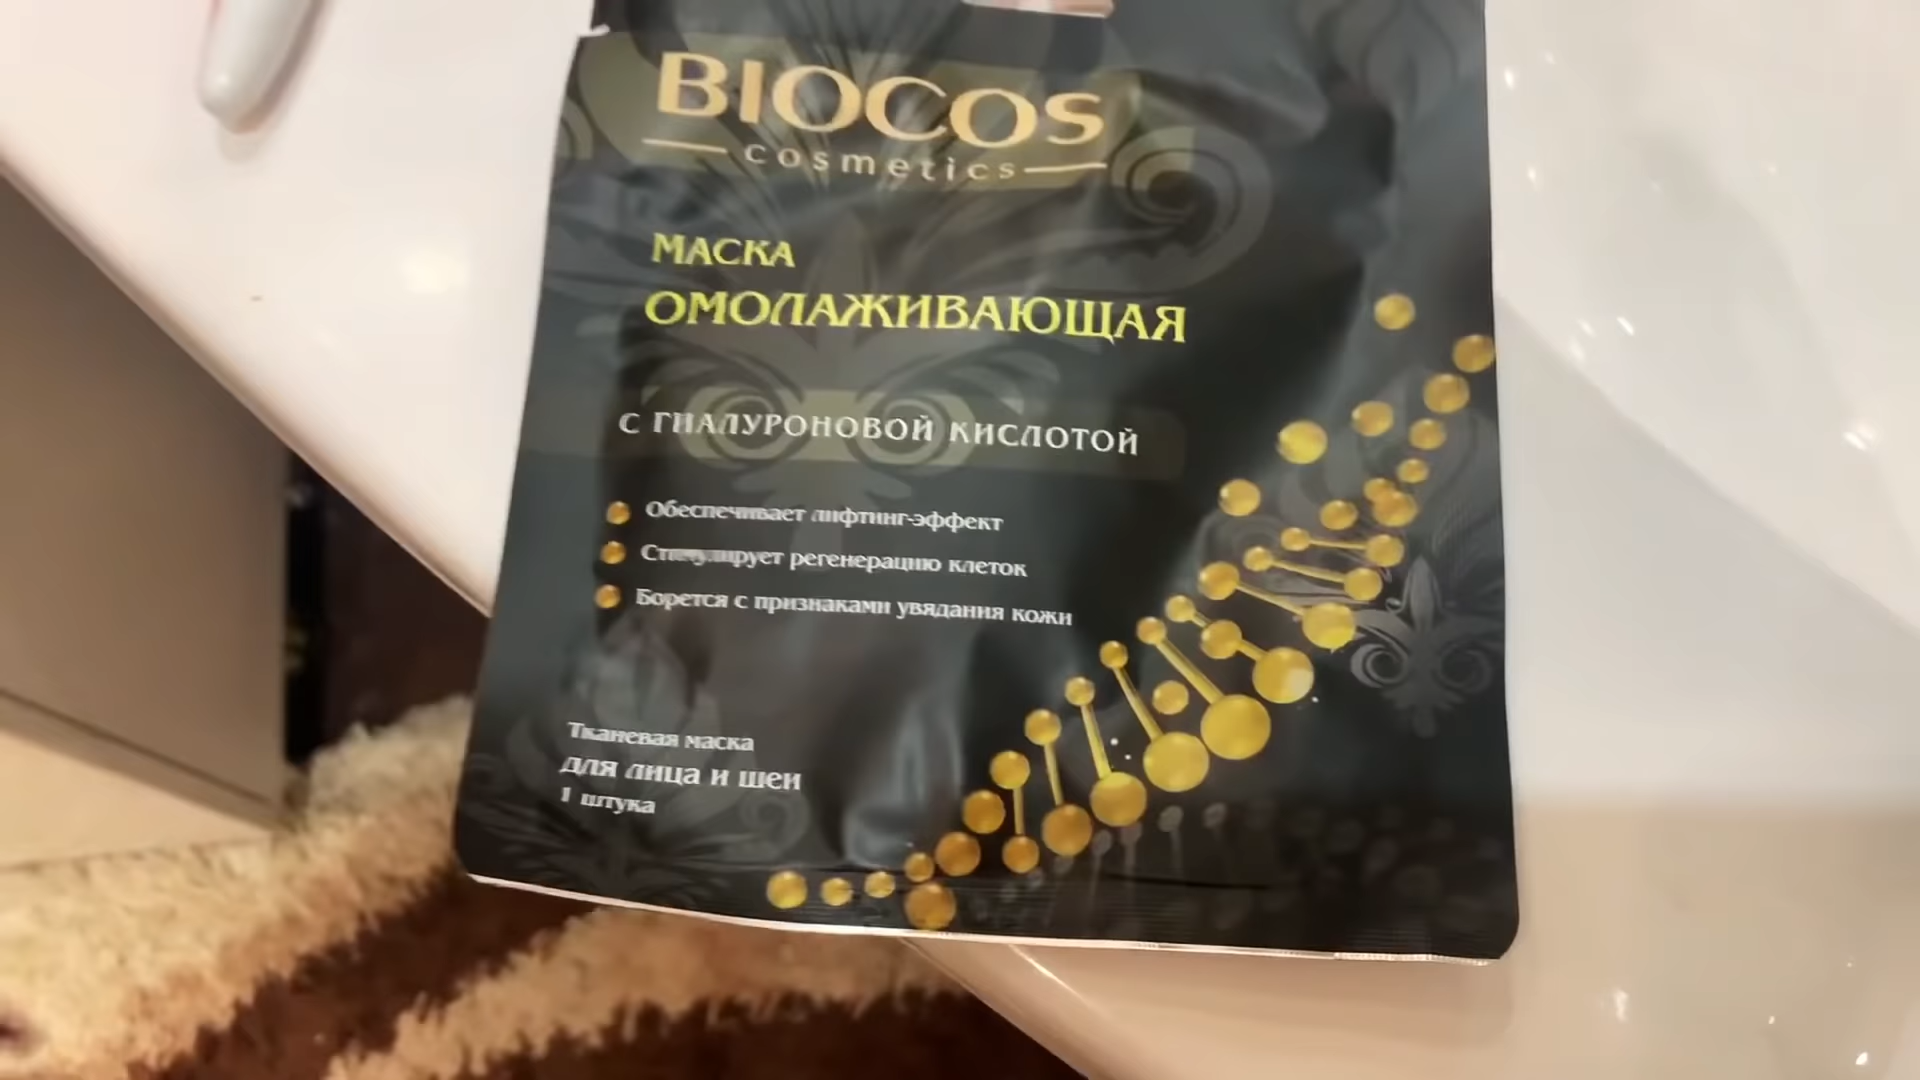 BIOCOS
cosmetics
МАСКА
ОМОЛАЖИВАЮЩАЯ
С ГИАЛУРОНОВОЙ КИСЛОТОЙ
Обеспечивает лифтинг-эффект
Стимулирует регенерацию клеток
Борется с признаками увядания кожи
Тканевая маска
для лица и шеи
1 штука